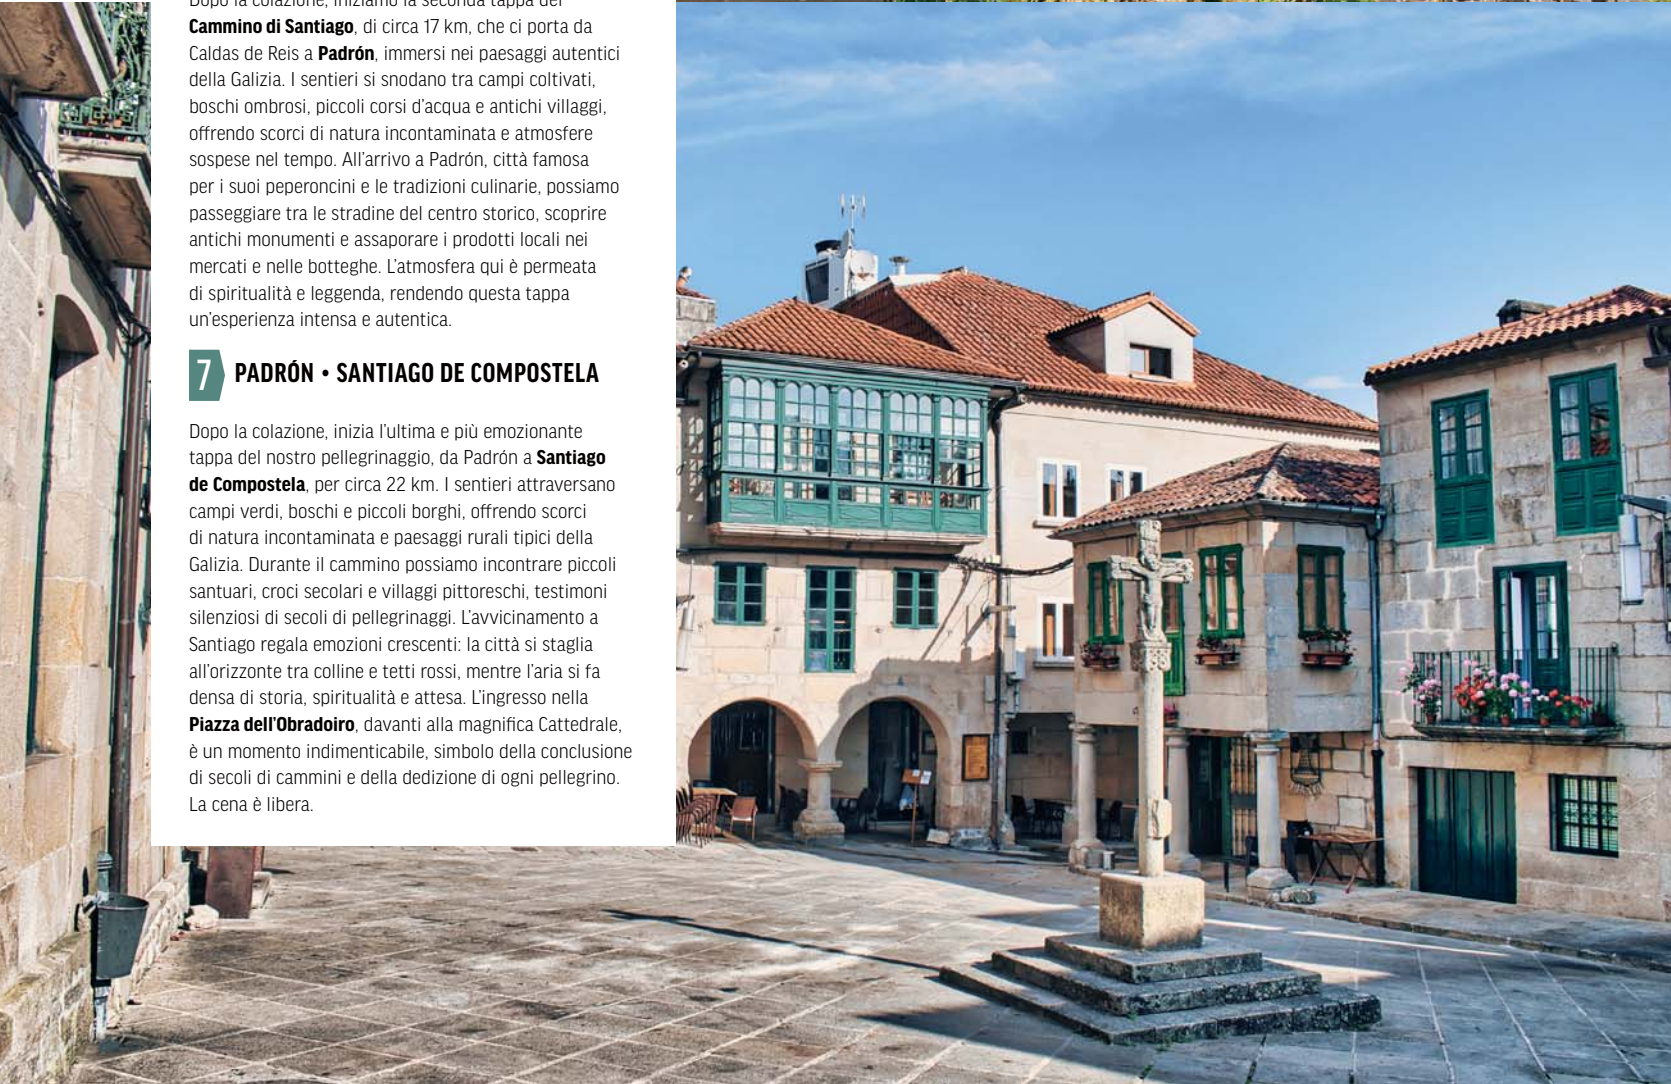 Dopo la colazione, iniziamo la seconda tappa del
Cammino di Santiago, di circa 17 km, che ci porta da
Caldas de Reis a Padrón, immersi nei paesaggi autentici
della Galizia. I sentieri si snodano tra campi coltivati,
boschi ombrosi, piccoli corsi d'acqua e antichi villaggi,
offrendo scorci di natura incontaminata e atmosfere
sospese nel tempo. All'arrivo a Padrón, città famosa
per i suoi peperoncini e le tradizioni culinarie, possiamo
passeggiare tra le stradine del centro storico, scoprire
antichi monumenti e assaporare i prodotti locali nei
mercati e nelle botteghe. L'atmosfera qui è permeata
di spiritualità e leggenda, rendendo questa tappa
un'esperienza intensa e autentica.
7 PADRÓN • SANTIAGO DE COMPOSTELA
Dopo la colazione, inizia l'ultima e più emozionante
tappa del nostro pellegrinaggio, da Padrón a Santiago
de Compostela, per circa 22 km. I sentieri attraversano
campi verdi, boschi e piccoli borghi, offrendo scorci
di natura incontaminata e paesaggi rurali tipici della
Galizia. Durante il cammino possiamo incontrare piccoli
santuari, croci secolari e villaggi pittoreschi, testimoni
silenziosi di secoli di pellegrinaggi. L'avvicinamento a
Santiago regala emozioni crescenti: la città si staglia
all'orizzonte tra colline e tetti rossi, mentre l'aria si fa
densa di storia, spiritualità e attesa. L'ingresso nella
Piazza dell'Obradoiro, davanti alla magnifica Cattedrale,
è un momento indimenticabile, simbolo della conclusione
di secoli di cammini e della dedizione di ogni pellegrino.
La cena è libera.